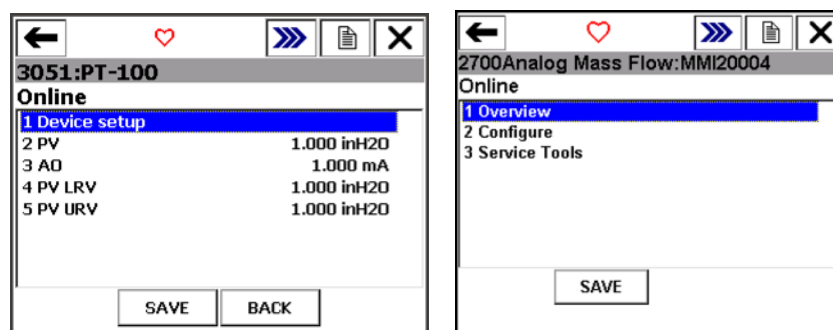 3051:PT-100
Online
1 Device setup
2 PV 1.000 inH2O
3 AO 1.000 mA
4 PV LRV 1.000 inH2O
5 PV URV 1.000 inH2O
SAVE BACK
2700Analog Mass Flow:MMI20004
Online
1 Overview
2 Configure
3 Service Tools
SAVE